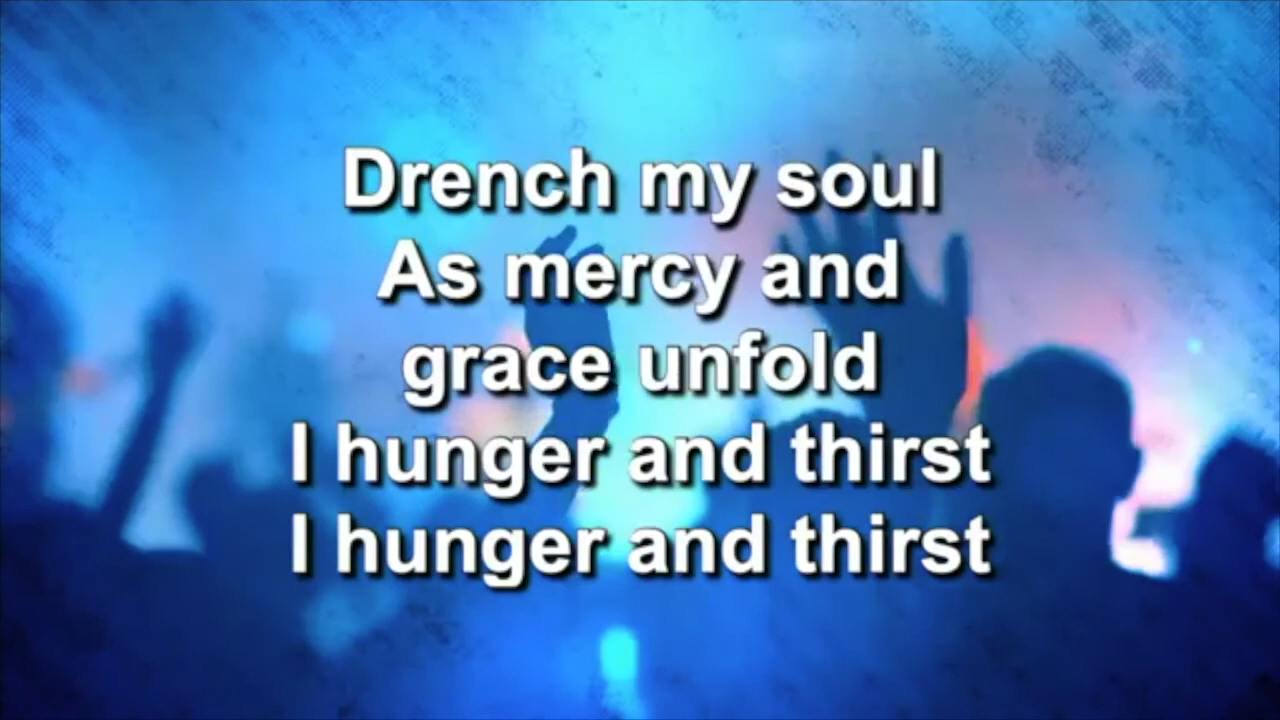 Drench my soul
As mercy and
grace unfold
I hunger and thirst
I hunger and thirst